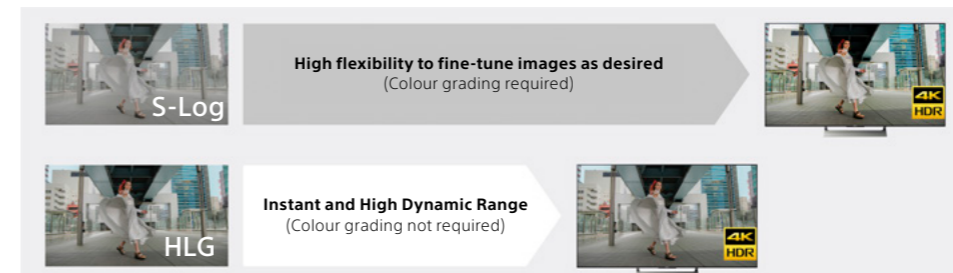 S-Log
High flexibility to fine-tune images as desired
(Colour grading required)
4K
HDR
HLG
Instant and High Dynamic Range
(Colour grading not required)
4K
HDR